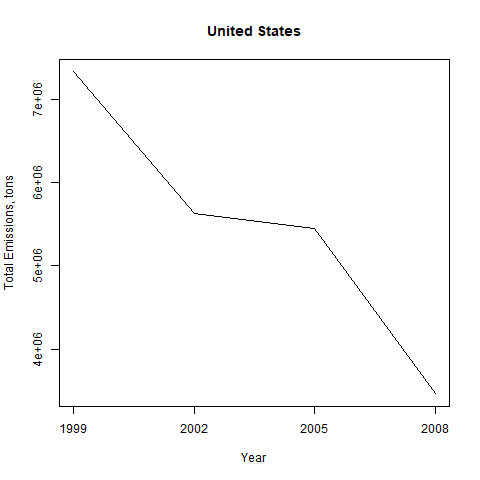 United States
Total Emissions, tons
7e+06
6e+06
5e+06
4e+06
1999 2002 2005 2008
Year